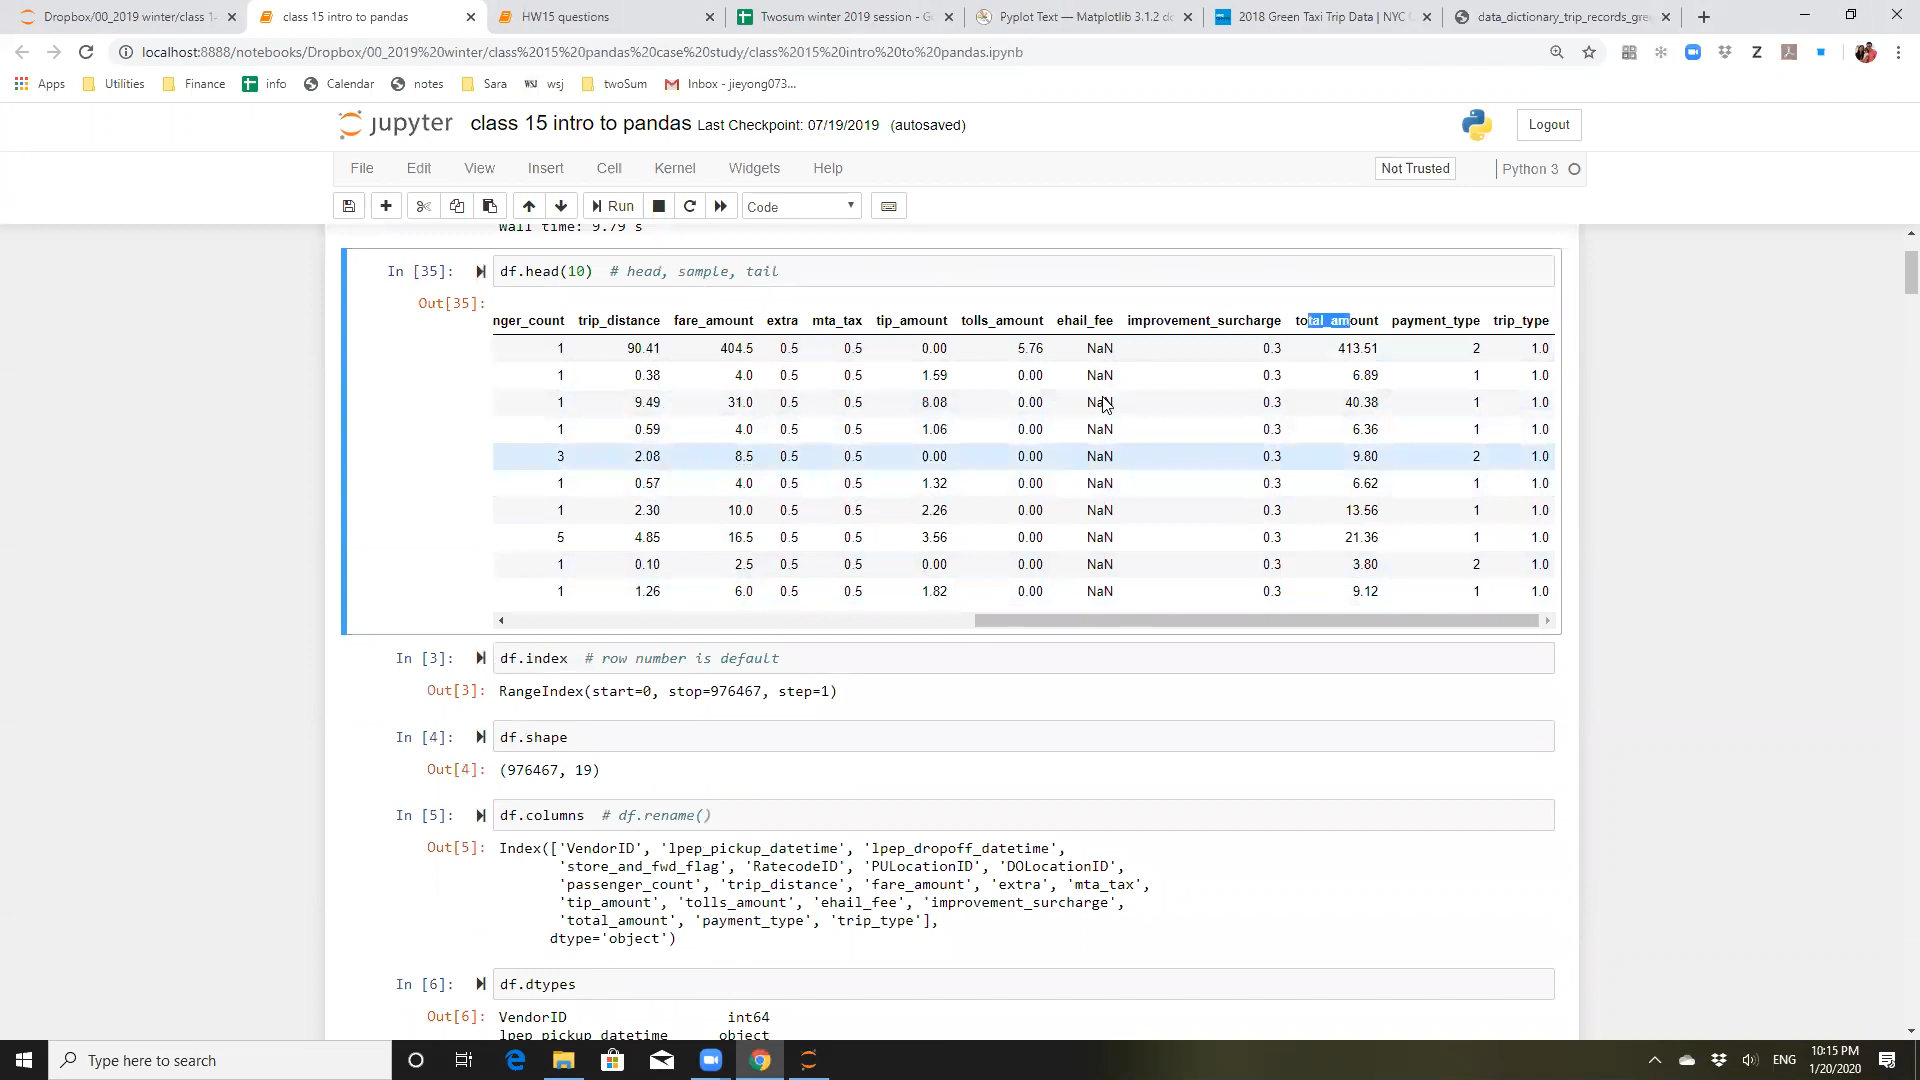 Dropbox/00_2019 winter/class 1
class 15 intro to pandas
HW15 questions
Twosum winter 2019 session - G
Pyplot Text — Matplotlib 3.1.2 d
2018 Green Taxi Trip Data | NYC
data_dictionary_trip_records_gre
localhost:8888/notebooks/Dropbox/00_2019%20winter/class%2015%20pandas%20case%20study/class%2015%20intro%20to%20pandas.ipynb
Apps Utilities Finance info Calendar notes Sara WSJ wsj twoSum Inbox - jieyong073...
jupyter class 15 intro to pandas Last Checkpoint: 07/19/2019 (autosaved) Logout
File Edit View Insert Cell Kernel Widgets Help Not Trusted Python 3
Run Code
Wall time: 9.79 s
In [35]: df.head(10) # head, sample, tail
Out[35]:
nger_count trip_distance fare_amount extra mta_tax tip_amount tolls_amount ehail_fee improvement_surcharge total_amount payment_type trip_type
1 90.41 404.5 0.5 0.5 0.00 5.76 NaN 0.3 413.51 2 1.0
1 0.38 4.0 0.5 0.5 1.59 0.00 NaN 0.3 6.89 1 1.0
1 9.49 31.0 0.5 0.5 8.08 0.00 NaN 0.3 40.38 1 1.0
1 0.59 4.0 0.5 0.5 1.06 0.00 NaN 0.3 6.36 1 1.0
3 2.08 8.5 0.5 0.5 0.00 0.00 NaN 0.3 9.80 2 1.0
1 0.57 4.0 0.5 0.5 1.32 0.00 NaN 0.3 6.62 1 1.0
1 2.30 10.0 0.5 0.5 2.26 0.00 NaN 0.3 13.56 1 1.0
5 4.85 16.5 0.5 0.5 3.56 0.00 NaN 0.3 21.36 1 1.0
1 0.10 2.5 0.5 0.5 0.00 0.00 NaN 0.3 3.80 2 1.0
1 1.26 6.0 0.5 0.5 1.82 0.00 NaN 0.3 9.12 1 1.0
In [3]: df.index # row number is default
Out[3]: RangeIndex(start=0, stop=976467, step=1)
In [4]: df.shape
Out[4]: (976467, 19)
In [5]: df.columns # df.rename()
Out[5]: Index(['VendorID', 'lpep_pickup_datetime', 'lpep_dropoff_datetime',
'store_and_fwd_flag', 'RatecodeID', 'PULocationID', 'DOLocationID',
'passenger_count', 'trip_distance', 'fare_amount', 'extra', 'mta_tax',
'tip_amount', 'tolls_amount', 'ehail_fee', 'improvement_surcharge',
'total_amount', 'payment_type', 'trip_type'],
dtype='object')
In [6]: df.dtypes
Out[6]: VendorID int64
lpep_pickup_datetime object
Type here to search
ENG
10:15 PM
1/20/2020